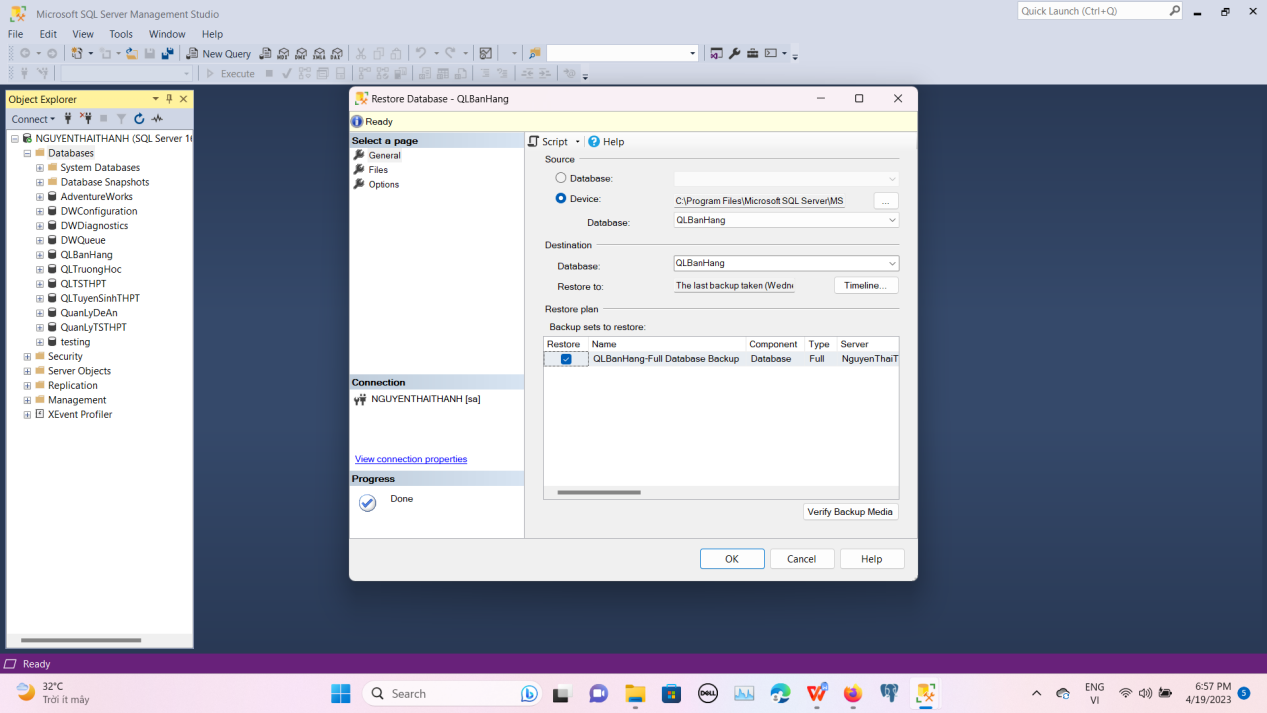 Microsoft SQL Server Management Studio
Quick Launch (Ctrl+Q)
File Edit View Tools Window Help
New Query
Execute
Object Explorer
Connect
NGUYENTHAITHANH (SQL Server 16
Databases
System Databases
Database Snapshots
AdventureWorks
DWConfiguration
DWDiagnostics
DWQueue
QLBanHang
QLTruongHoc
QLTSTHPT
QLTuyenSinhTHPT
QuanLyDeAn
QuanLyTSTHPT
testing
Security
Server Objects
Replication
Management
XEvent Profiler
Restore Database - QLBanHang
Ready
Select a page
General
Files
Options
Connection
NGUYENTHAITHANH [sa]
View connection properties
Progress
Done
Script Help
Source
Database:
Device: C:\Program Files\Microsoft SQL Server\MS ...
Database: QLBanHang
Destination
Database: QLBanHang
Restore to: The last backup taken (Wedne Timeline...
Restore plan
Backup sets to restore:
Restore Name Component Type Server
QLBanHang-Full Database Backup Database Full NguyenThaiT
Verify Backup Media
OK Cancel Help
Ready
32°C
Trời ít mây
Search
DELL
ENG
VI
6:57 PM
4/19/2023
5